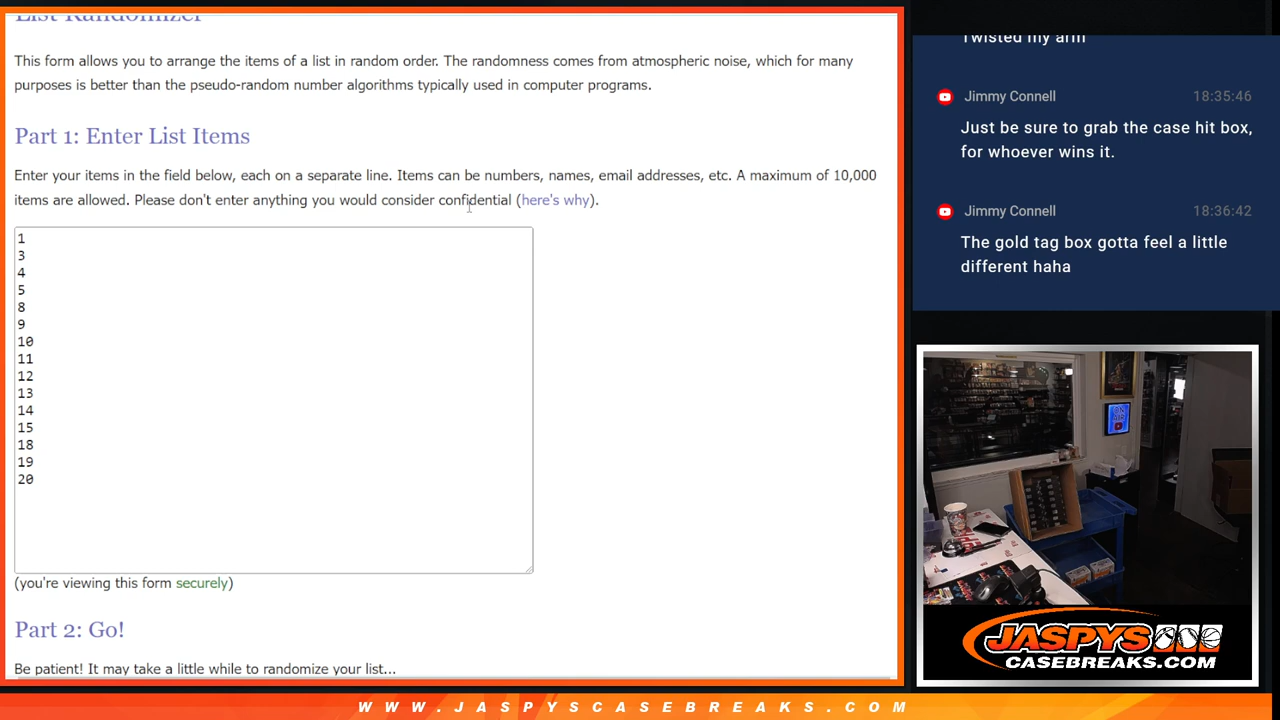 List Randomizer
This form allows you to arrange the items of a list in random order. The randomness comes from atmospheric noise, which for many
purposes is better than the pseudo-random number algorithms typically used in computer programs.
Part 1: Enter List Items
Enter your items in the field below, each on a separate line. Items can be numbers, names, email addresses, etc. A maximum of 10,000
items are allowed. Please don't enter anything you would consider confidential (here's why).
1
3
4
5
8
9
10
11
12
13
14
15
18
19
20
(you're viewing this form securely)
Part 2: Go!
Be patient! It may take a little while to randomize your list...
Twisted my arm
Jimmy Connell 18:35:46
Just be sure to grab the case hit box,
for whoever wins it.
Jimmy Connell 18:36:42
The gold tag box gotta feel a little
different haha
ON
AIR
JASPYS
CASEBREAKS.COM
WWW.JASPYSCASEBREAKS.COM